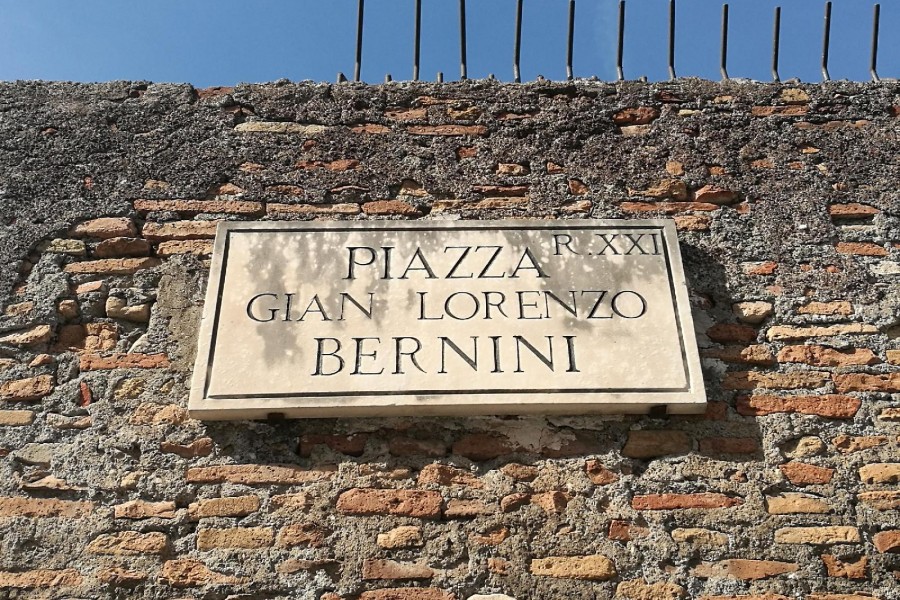 PIAZZA R. XXI
GIAN LORENZO
BERNINI